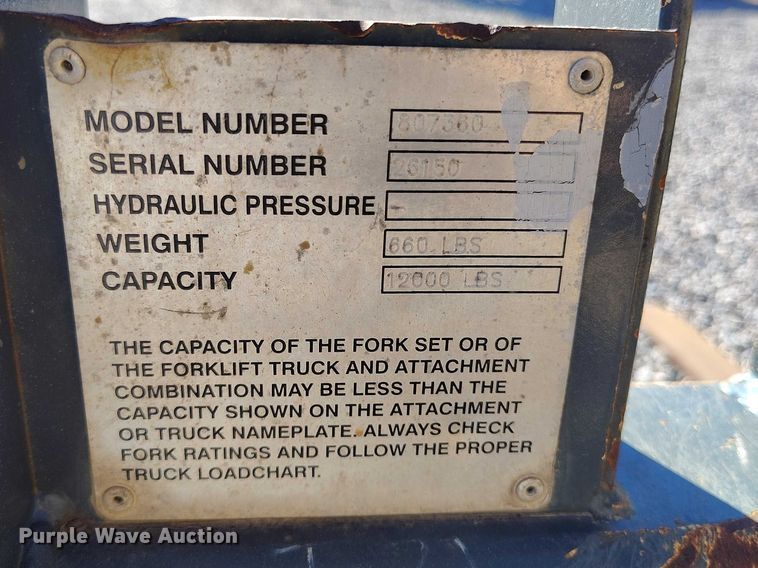 MODEL NUMBER 807360
SERIAL NUMBER 26150
HYDRAULIC PRESSURE
WEIGHT 660 LBS
CAPACITY 12000 LBS
THE CAPACITY OF THE FORK SET OR OF
THE FORKLIFT TRUCK AND ATTACHMENT
COMBINATION MAY BE LESS THAN THE
CAPACITY SHOWN ON THE ATTACHMENT
OR TRUCK NAMEPLATE. ALWAYS CHECK
FORK RATINGS AND FOLLOW THE PROPER
TRUCK LOADCHART.
Purple Wave Auction